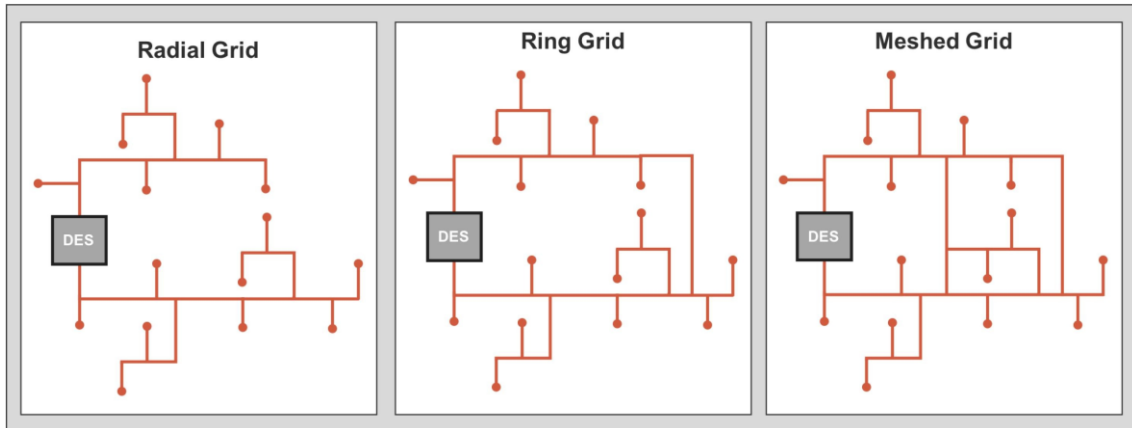 Radial Grid
Ring Grid
Meshed Grid
DES
DES
DES